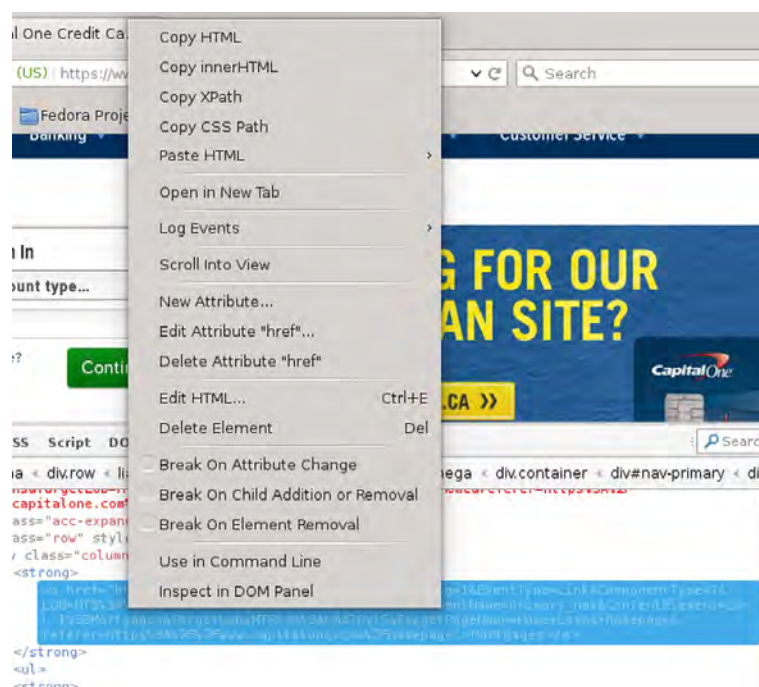 l One Credit Ca
(US) https://ww
Search
Fedora Proje
Banking
Customer Service
Copy HTML
Copy innerHTML
Copy XPath
Copy CSS Path
Paste HTML
Open in New Tab
Log Events
Scroll Into View
New Attribute...
Edit Attribute "href"...
Delete Attribute "href"
Edit HTML... Ctrl+E
Delete Element Del
Break On Attribute Change
Break On Child Addition or Removal
Break On Element Removal
Use in Command Line
Inspect in DOM Panel
n In
ount type...
e?
Conti
G FOR OUR
AN SITE?
.CA »
CapitalOne
SS Script DO
Searc
na < div.row < lia
mega < div.container < div#nav-primary < di
capitalone.com"
ass="acc-expan
ass="row" styl
class="column
<strong>
</strong>
<ul>
<strong>